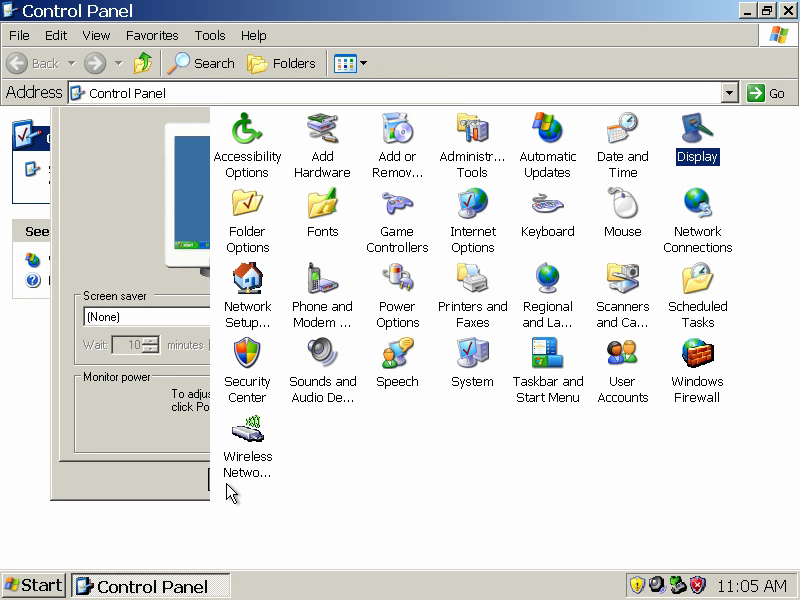 Control Panel
File Edit View Favorites Tools Help
Back Search Folders
Address Control Panel Go
See
Screen saver
(None)
Wait: 10 minutes
Monitor power
To adjus
click Po
Accessibility Options
Add Hardware
Add or Remov...
Administr... Tools
Automatic Updates
Date and Time
Display
Folder Options
Fonts
Game Controllers
Internet Options
Keyboard
Mouse
Network Connections
Network Setup...
Phone and Modem ...
Power Options
Printers and Faxes
Regional and La...
Scanners and Ca...
Scheduled Tasks
Security Center
Sounds and Audio De...
Speech
System
Taskbar and Start Menu
User Accounts
Windows Firewall
Wireless Netwo...
Start Control Panel 11:05 AM